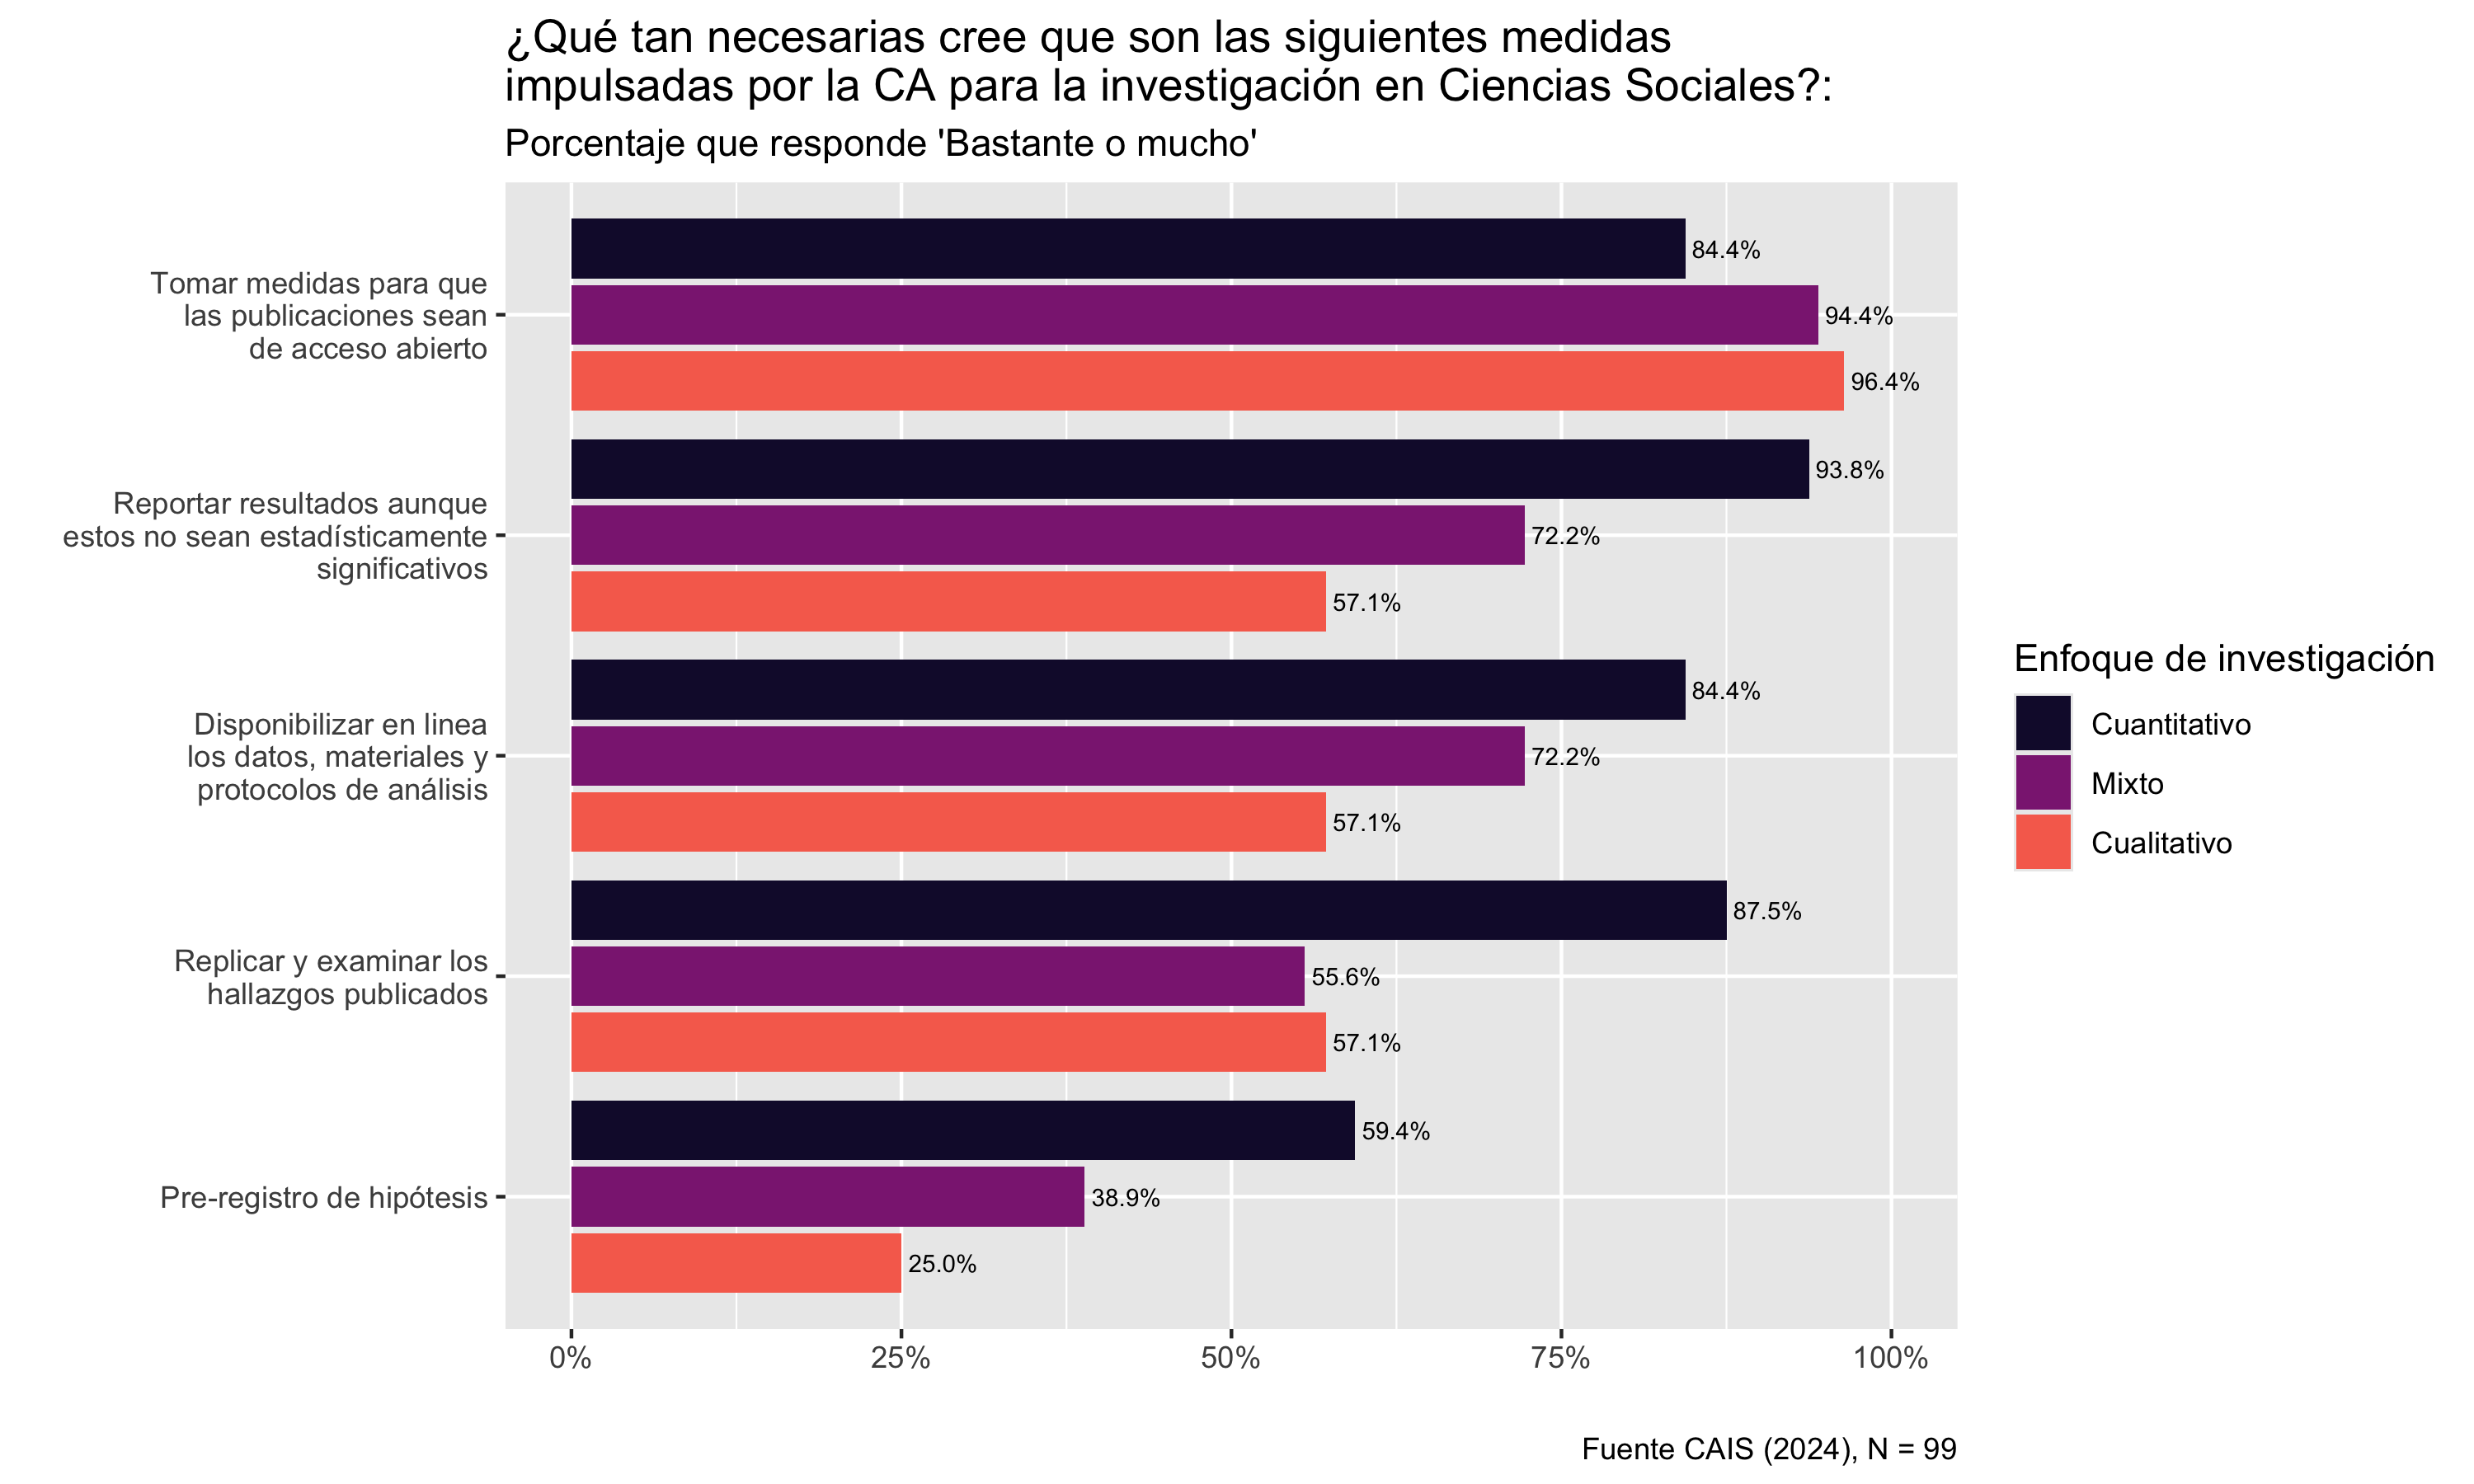 ¿Qué tan necesarias cree que son las siguientes medidas
impulsadas por la CA para la investigación en Ciencias Sociales?:
Porcentaje que responde 'Bastante o mucho'
Tomar medidas para que
las publicaciones sean
de acceso abierto
84.4%
94.4%
96.4%
Reportar resultados aunque
estos no sean estadísticamente
significativos
93.8%
72.2%
57.1%
Disponibilizar en linea
los datos, materiales y
protocolos de análisis
84.4%
72.2%
57.1%
Replicar y examinar los
hallazgos publicados
87.5%
55.6%
57.1%
Pre-registro de hipótesis
59.4%
38.9%
25.0%
0%
25%
50%
75%
100%
Enfoque de investigación
Cuantitativo
Mixto
Cualitativo
Fuente CAIS (2024), N = 99